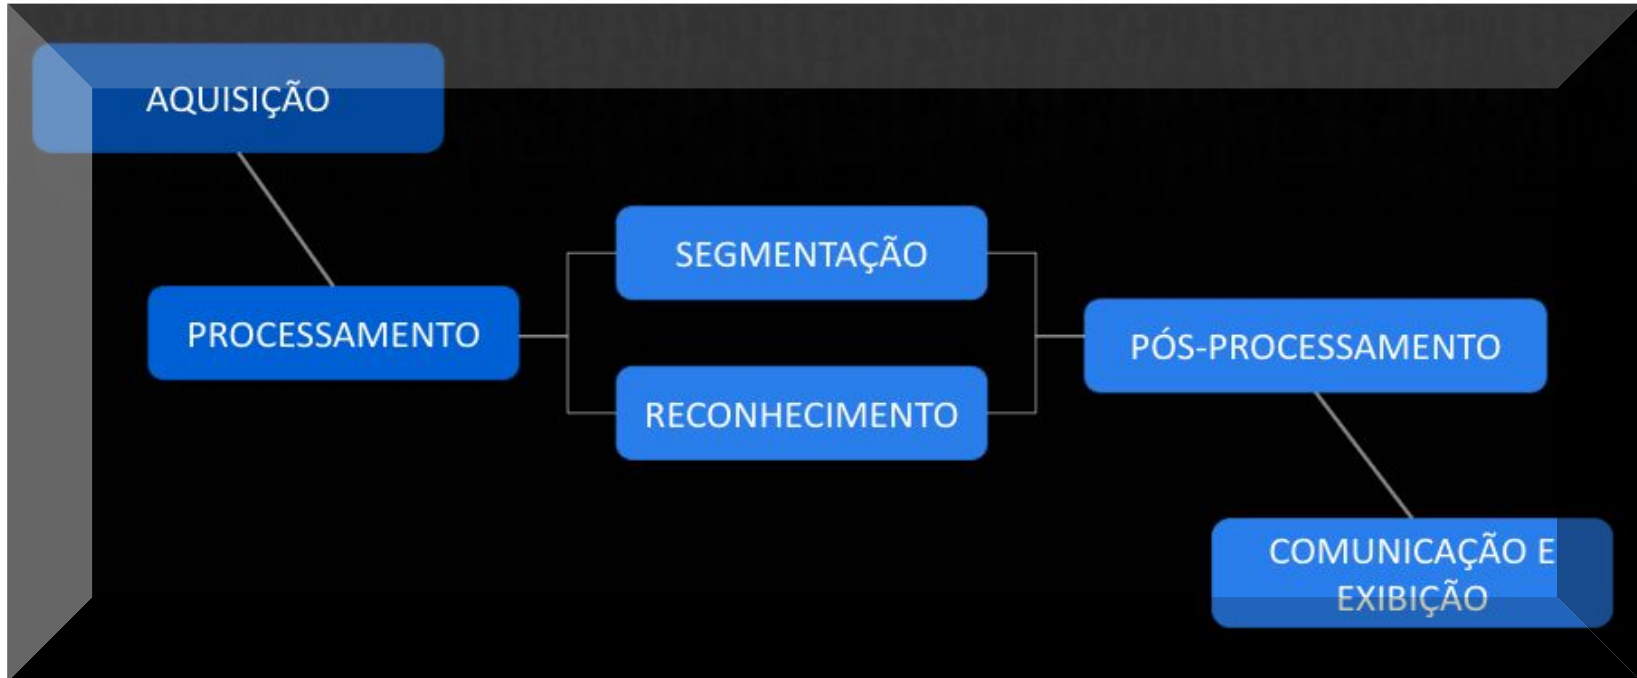 AQUISIÇÃO
PROCESSAMENTO
SEGMENTAÇÃO
RECONHECIMENTO
PÓS-PROCESSAMENTO
COMUNICAÇÃO E
EXIBIÇÃO